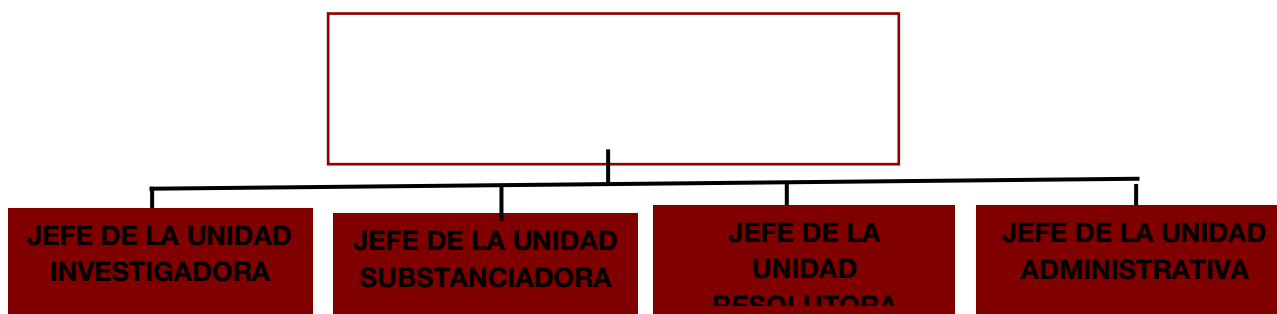 JEFE DE LA UNIDAD
INVESTIGADORA
JEFE DE LA UNIDAD
SUBSTANCIADORA
JEFE DE LA
UNIDAD
RESOLUTORA
JEFE DE LA UNIDAD
ADMINISTRATIVA